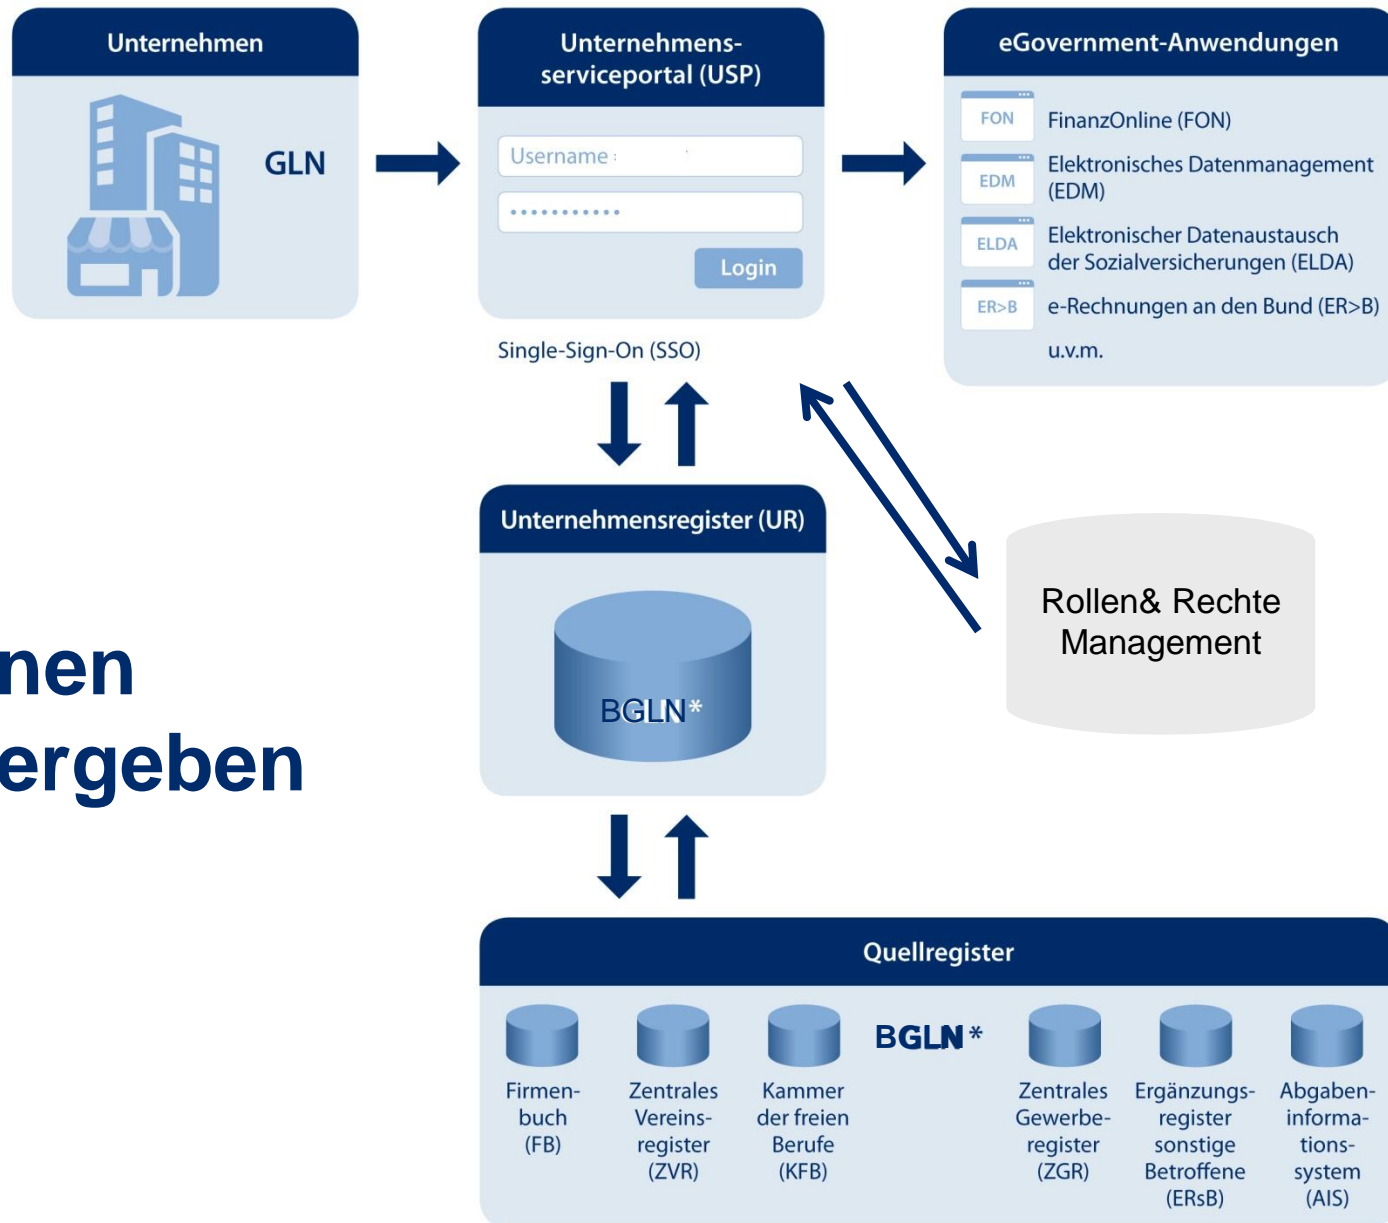 Unternehmen
GLN
Unternehmens-
serviceportal (USP)
Username :
Login
Single-Sign-On (SSO)
eGovernment-Anwendungen
FON
FinanzOnline (FON)
EDM
Elektronisches Datenmanagement
(EDM)
ELDA
Elektronischer Datenaustausch
der Sozialversicherungen (ELDA)
ER>B
e-Rechnungen an den Bund (ER>B)
u.v.m.
Unternehmensregister (UR)
BGLN*
Rollen& Rechte
Management
nen
ergeben
Quellregister
Firmen-
buch
(FB)
Zentrales
Vereins-
register
(ZVR)
Kammer
der freien
Berufe
(KFB)
BGLN*
Zentrales
Gewerbe-
register
(ZGR)
Ergänzungs-
register
sonstige
Betroffene
(ERsB)
Abgaben-
informa-
tions-
system
(AIS)